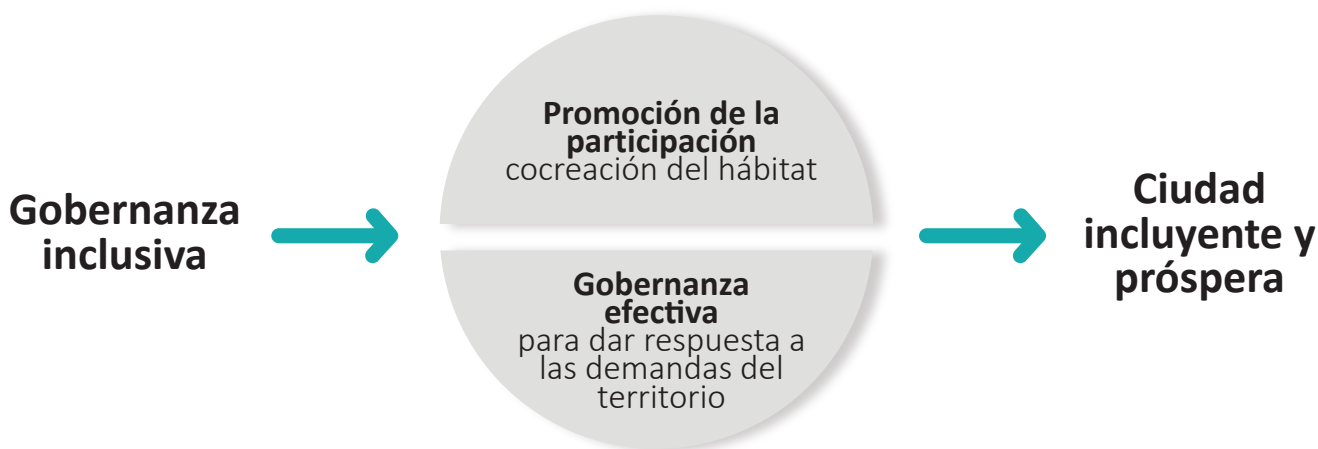 Gobernanza
inclusiva
Promoción de la
participación
cocreación del hábitat
Gobernanza
efectiva
para dar respuesta a
las demandas del
territorio
Ciudad
incluyente y
próspera